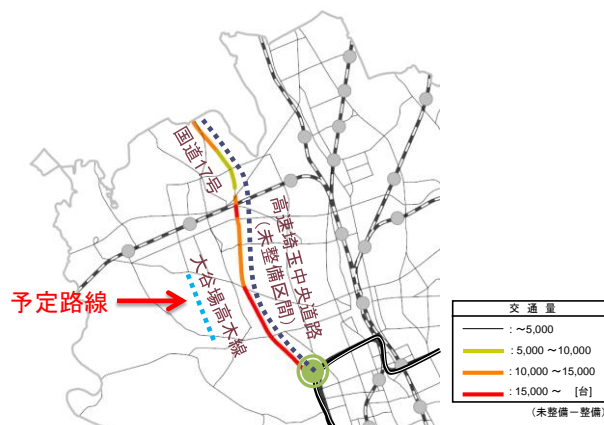 国道17号
高速埼玉中央道路
（未整備区間）
大谷場高木線
予定路線
交通量
：～5,000
：5,000～10,000
：10,000～15,000
：15,000～　[台]
（未整備－整備）